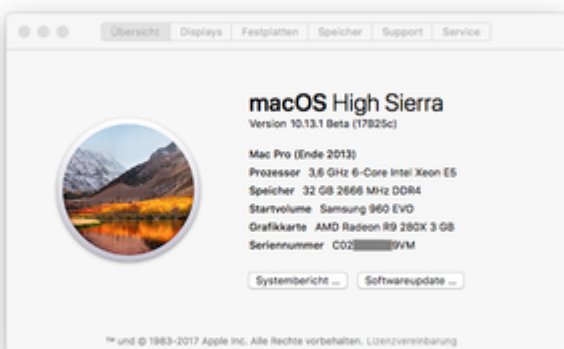 Übersicht Displays Festplatten Speicher Support Service
macOS High Sierra
Version 10.13.1 Beta (17B25c)
Mac Pro (Ende 2013)
Prozessor 3,6 GHz 6-Core Intel Xeon E5
Speicher 32 GB 2666 MHz DDR4
Startvolume Samsung 960 EVO
Grafikkarte AMD Radeon R9 280X 3 GB
Seriennummer C02 9VM
Systembericht ... Softwareupdate ...
™ und © 1983-2017 Apple Inc. Alle Rechte vorbehalten. Lizenzvereinbarung